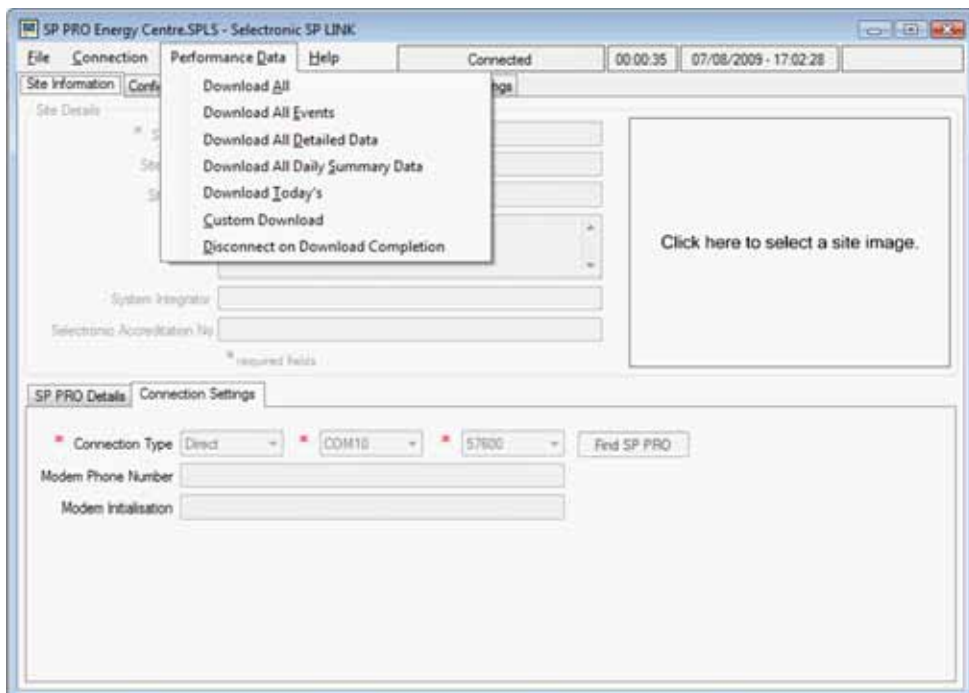 SP PRO Energy Centre.SPLS - Selectronic SP LINK
File Connection Performance Data Help Connected 00:00:35 07/08/2009 - 17:02:28
Site Information
Download All
Download All Events
Download All Detailed Data
Download All Daily Summary Data
Download Today's
Custom Download
Disconnect on Download Completion
Site Details
Click here to select a site image.
System Integrator
Selectronic Accreditation No
* required fields
SP PRO Details Connection Settings
* Connection Type Direct * COM10 * 57600 Find SP PRO
Modem Phone Number
Modem Initialisation